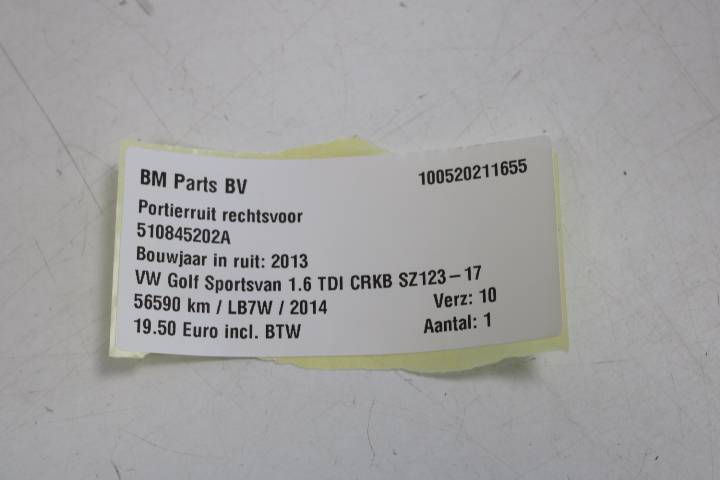 BM Parts BV 100520211655
Portierruit rechtsvoor
510845202A
Bouwjaar in ruit: 2013
VW Golf Sportsvan 1.6 TDI CRKB SZ123-17
56590 km / LB7W / 2014 Verz: 10
19.50 Euro incl. BTW Aantal: 1